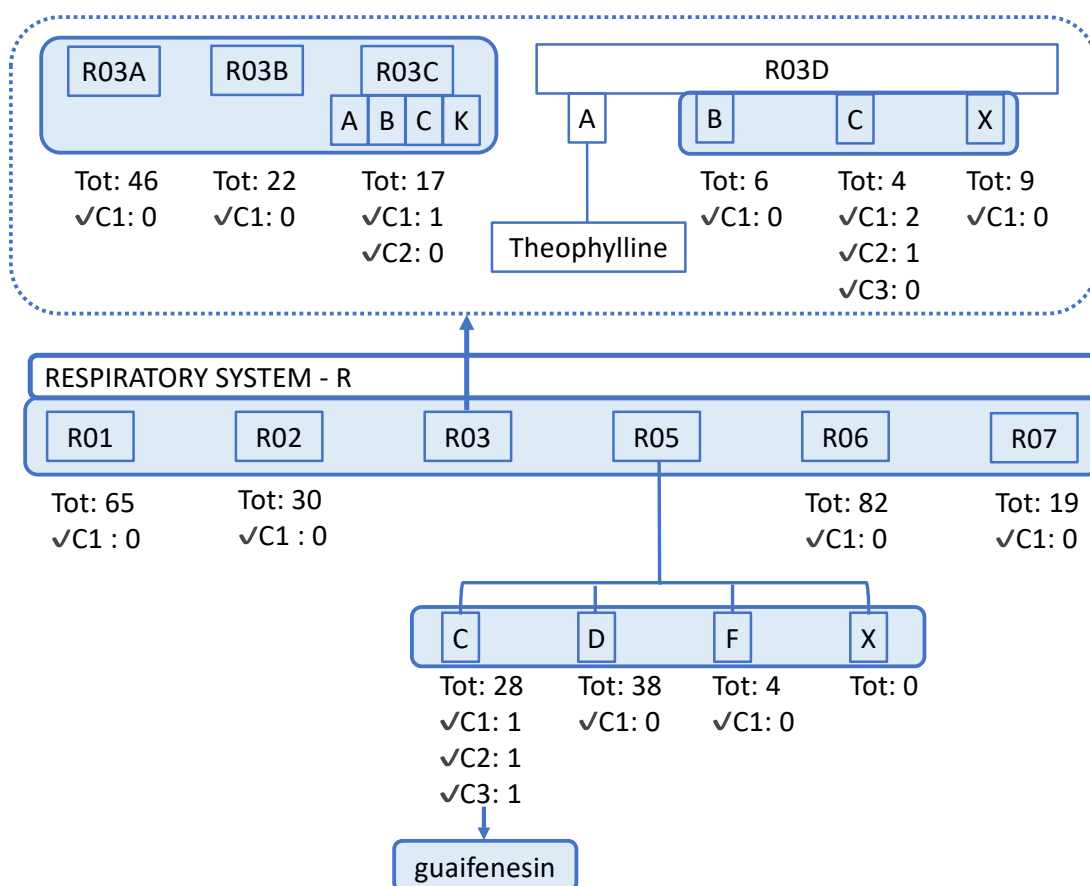 R03A R03B R03C R03D
A B C K A B C X
Tot: 46 Tot: 22 Tot: 17 Tot: 6 Tot: 4 Tot: 9
✓C1: 0 ✓C1: 0 ✓C1: 1 ✓C1: 0 ✓C1: 2 ✓C1: 0
✓C2: 0 Theophylline ✓C2: 1
✓C3: 0
RESPIRATORY SYSTEM - R
R01 R02 R03 R05 R06 R07
Tot: 65 Tot: 30 Tot: 82 Tot: 19
✓C1 : 0 ✓C1 : 0 ✓C1: 0 ✓C1: 0
C D F X
Tot: 28 Tot: 38 Tot: 4 Tot: 0
✓C1: 1 ✓C1: 0 ✓C1: 0
✓C2: 1
✓C3: 1
guaifenesin